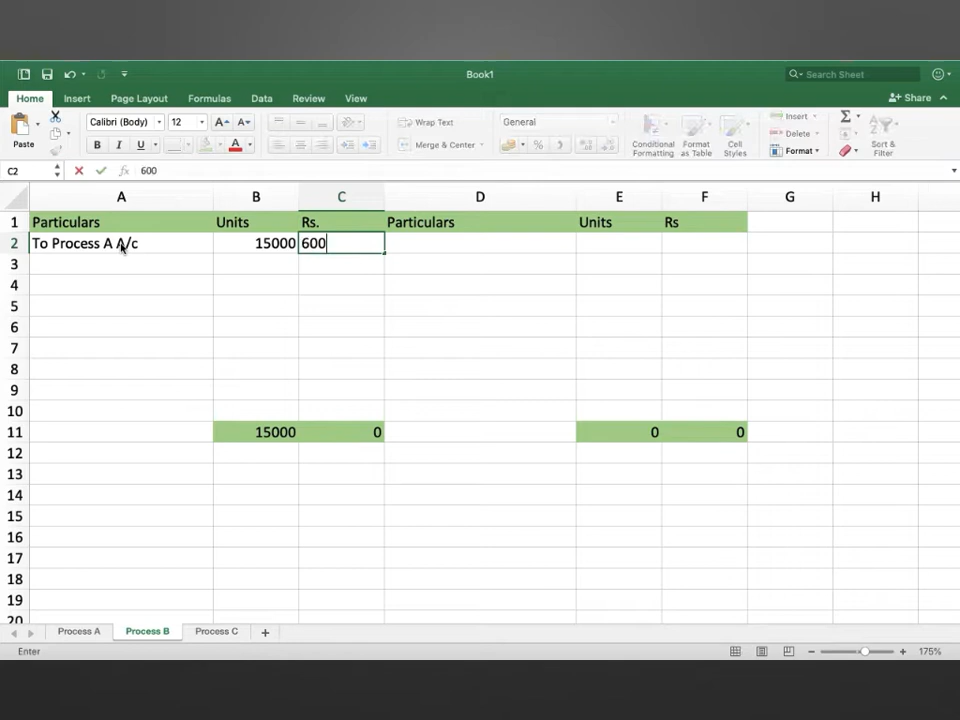 Book1
Search Sheet
Home Insert Page Layout Formulas Data Review View Share
Paste Calibri (Body) 12 A A Wrap Text General Insert
B I U A Merge & Center % Conditional Formatting Format as Table Cell Styles Delete Format Sort & Filter
C2 fx 600
A B C D E F G H
1 Particulars Units Rs. Particulars Units Rs
2 To Process A A/c 15000 600
3
4
5
6
7
8
9
10
11 15000 0 0 0
12
13
14
15
16
17
18
19
20
Process A Process B Process C +
Enter 175%